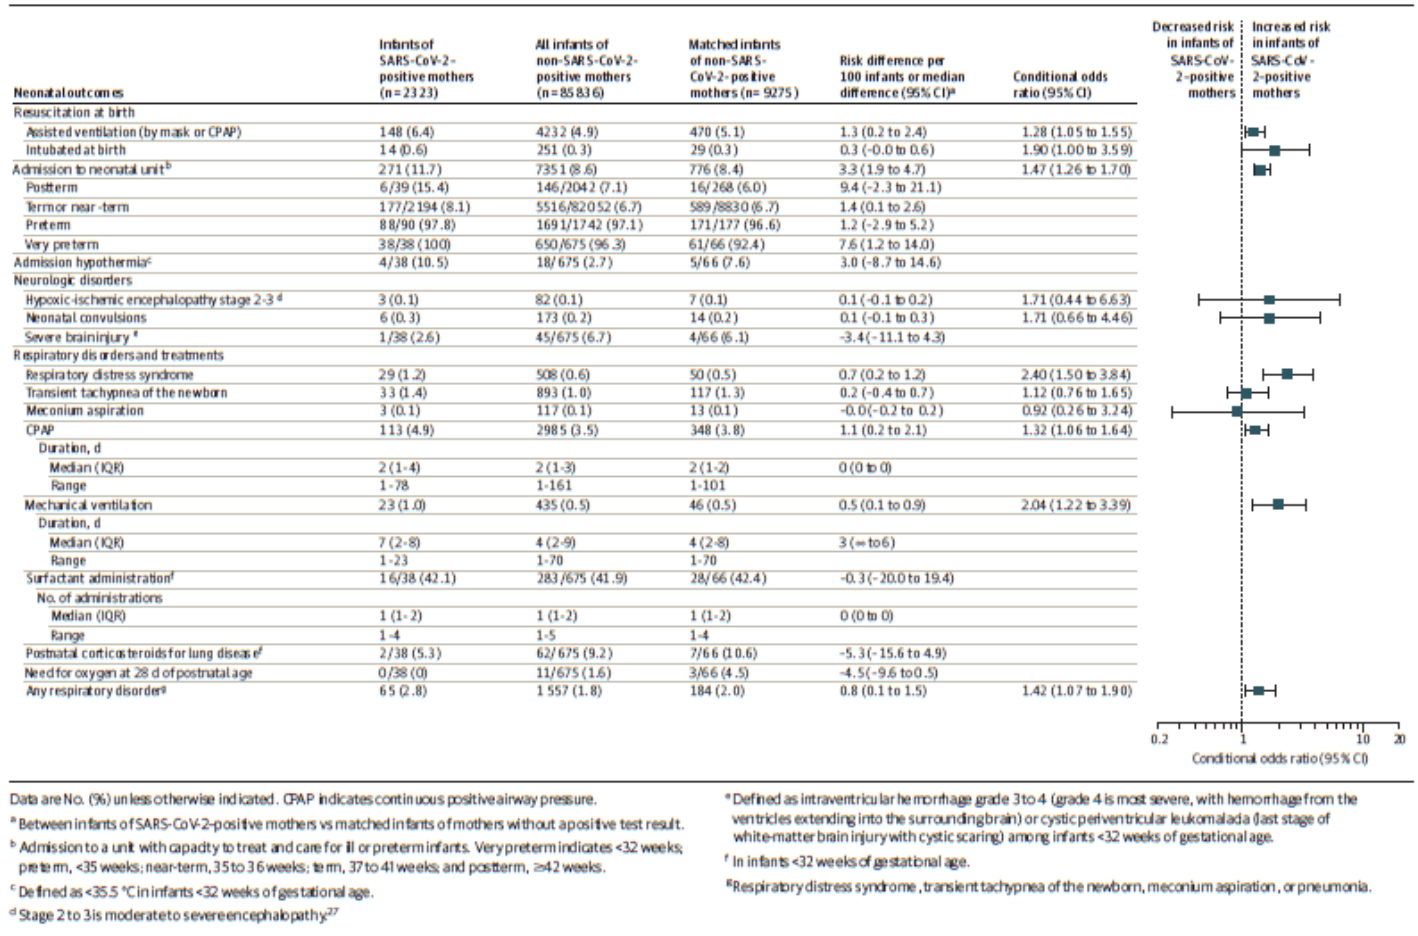 Neonatal outcomes | Infants of SARS-CoV-2-positive mothers (n=2323) | All infants of non-SARS-CoV-2-positive mothers (n=85836) | Matched infants of non-SARS-CoV-2-positive mothers (n=9275) | Risk difference per 100 infants or median difference (95% CI)a | Conditional odds ratio (95% CI) | Decreased risk in infants of SARS-CoV-2-positive mothers | Increased risk in infants of SARS-CoV-2-positive mothers
Resuscitation at birth
Assisted ventilation (by mask or CPAP) 148 (6.4) 4232 (4.9) 470 (5.1) 1.3 (0.2 to 2.4) 1.28 (1.05 to 1.55)
Intubated at birth 14 (0.6) 251 (0.3) 29 (0.3) 0.3 (-0.0 to 0.6) 1.90 (1.00 to 3.59)
Admission to neonatal unit b 271 (11.7) 7351 (8.6) 776 (8.4) 3.3 (1.9 to 4.7) 1.47 (1.26 to 1.70)
Postterm 6/39 (15.4) 146/2042 (7.1) 16/268 (6.0) 9.4 (-2.3 to 21.1)
Term or near-term 177/2194 (8.1) 5516/82052 (6.7) 589/8830 (6.7) 1.4 (0.1 to 2.6)
Preterm 88/90 (97.8) 1691/1742 (97.1) 171/177 (96.6) 1.2 (-2.9 to 5.2)
Very preterm 38/38 (100) 650/675 (96.3) 61/66 (92.4) 7.6 (1.2 to 14.0)
Admission hypothermia c 4/38 (10.5) 18/675 (2.7) 5/66 (7.6) 3.0 (-8.7 to 14.6)
Neurologic disorders
Hypoxic-ischemic encephalopathy stage 2-3 d 3 (0.1) 82 (0.1) 7 (0.1) 0.1 (-0.1 to 0.2) 1.71 (0.44 to 6.63)
Neonatal convulsions 6 (0.3) 173 (0.2) 14 (0.2) 0.1 (-0.1 to 0.3) 1.71 (0.66 to 4.46)
Severe brain injury e 1/38 (2.6) 45/675 (6.7) 4/66 (6.1) -3.4 (-11.1 to 4.3)
Respiratory disorders and treatments
Respiratory distress syndrome 29 (1.2) 508 (0.6) 50 (0.5) 0.7 (0.2 to 1.2) 2.40 (1.50 to 3.84)
Transient tachypnea of the newborn 33 (1.4) 893 (1.0) 117 (1.3) 0.2 (-0.4 to 0.7) 1.12 (0.76 to 1.65)
Meconium aspiration 3 (0.1) 117 (0.1) 13 (0.1) -0.0 (-0.2 to 0.2) 0.92 (0.26 to 3.24)
CPAP 113 (4.9) 2985 (3.5) 348 (3.8) 1.1 (0.2 to 2.1) 1.32 (1.06 to 1.64)
Duration, d
Median (IQR) 2 (1-4) 2 (1-3) 2 (1-2) 0 (0 to 0)
Range 1-78 1-161 1-101
Mechanical ventilation 23 (1.0) 435 (0.5) 46 (0.5) 0.5 (0.1 to 0.9) 2.04 (1.22 to 3.39)
Duration, d
Median (IQR) 7 (2-8) 4 (2-9) 4 (2-8) 3 (∞ to 6)
Range 1-23 1-70 1-70
Surfactant administration f 16/38 (42.1) 283/675 (41.9) 28/66 (42.4) -0.3 (-20.0 to 19.4)
No. of administrations
Median (IQR) 1 (1-2) 1 (1-2) 1 (1-2) 0 (0 to 0)
Range 1-4 1-5 1-4
Postnatal corticosteroids for lung disease f 2/38 (5.3) 62/675 (9.2) 7/66 (10.6) -5.3 (-15.6 to 4.9)
Need for oxygen at 28 d of postnatal age 0/38 (0) 11/675 (1.6) 3/66 (4.5) -4.5 (-9.6 to 0.5)
Any respiratory disorder g 65 (2.8) 1557 (1.8) 184 (2.0) 0.8 (0.1 to 1.5) 1.42 (1.07 to 1.90)
0.2 1 10 20
Conditional odds ratio (95% CI)
Data are No. (%) unless otherwise indicated. CPAP indicates continuous positive airway pressure.
a Between infants of SARS-CoV-2-positive mothers vs matched infants of mothers without a positive test result.
b Admission to a unit with capacity to treat and care for ill or preterm infants. Very preterm indicates <32 weeks;
preterm, <35 weeks; near-term, 35 to 36 weeks; term, 37 to 41 weeks; and postterm, ≥42 weeks.
c Defined as <35.5 °C in infants <32 weeks of gestational age.
d Stage 2 to 3 is moderate to severe encephalopathy.27
e Defined as intraventricular hemorrhage grade 3 to 4 (grade 4 is most severe, with hemorrhage from the
ventricles extending into the surrounding brain) or cystic periventricular leukomalada (last stage of
white-matter brain injury with cystic scaring) among infants <32 weeks of gestational age.
f In infants <32 weeks of gestational age.
g Respiratory distress syndrome, transient tachypnea of the newborn, meconium aspiration, or pneumonia.